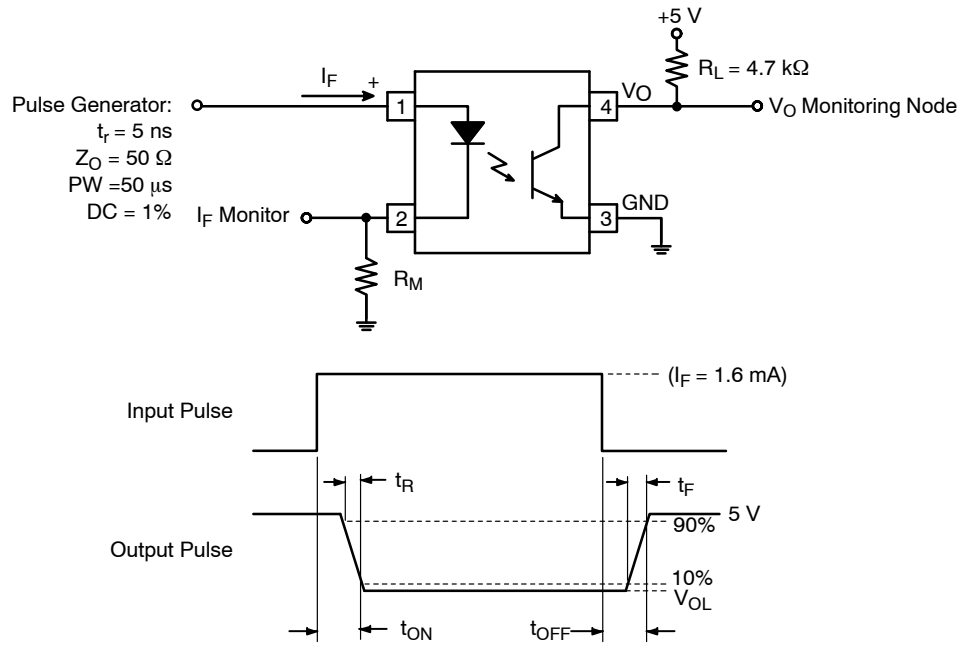 +5 V
R_L = 4.7 kΩ
I_F +
1
4
V_O
V_O Monitoring Node
Pulse Generator:
t_r = 5 ns
Z_O = 50 Ω
PW =50 μs
DC = 1%
I_F Monitor
2
3
GND
R_M
(I_F = 1.6 mA)
Input Pulse
t_R
t_F
5 V
90%
Output Pulse
10%
V_OL
t_ON
t_OFF